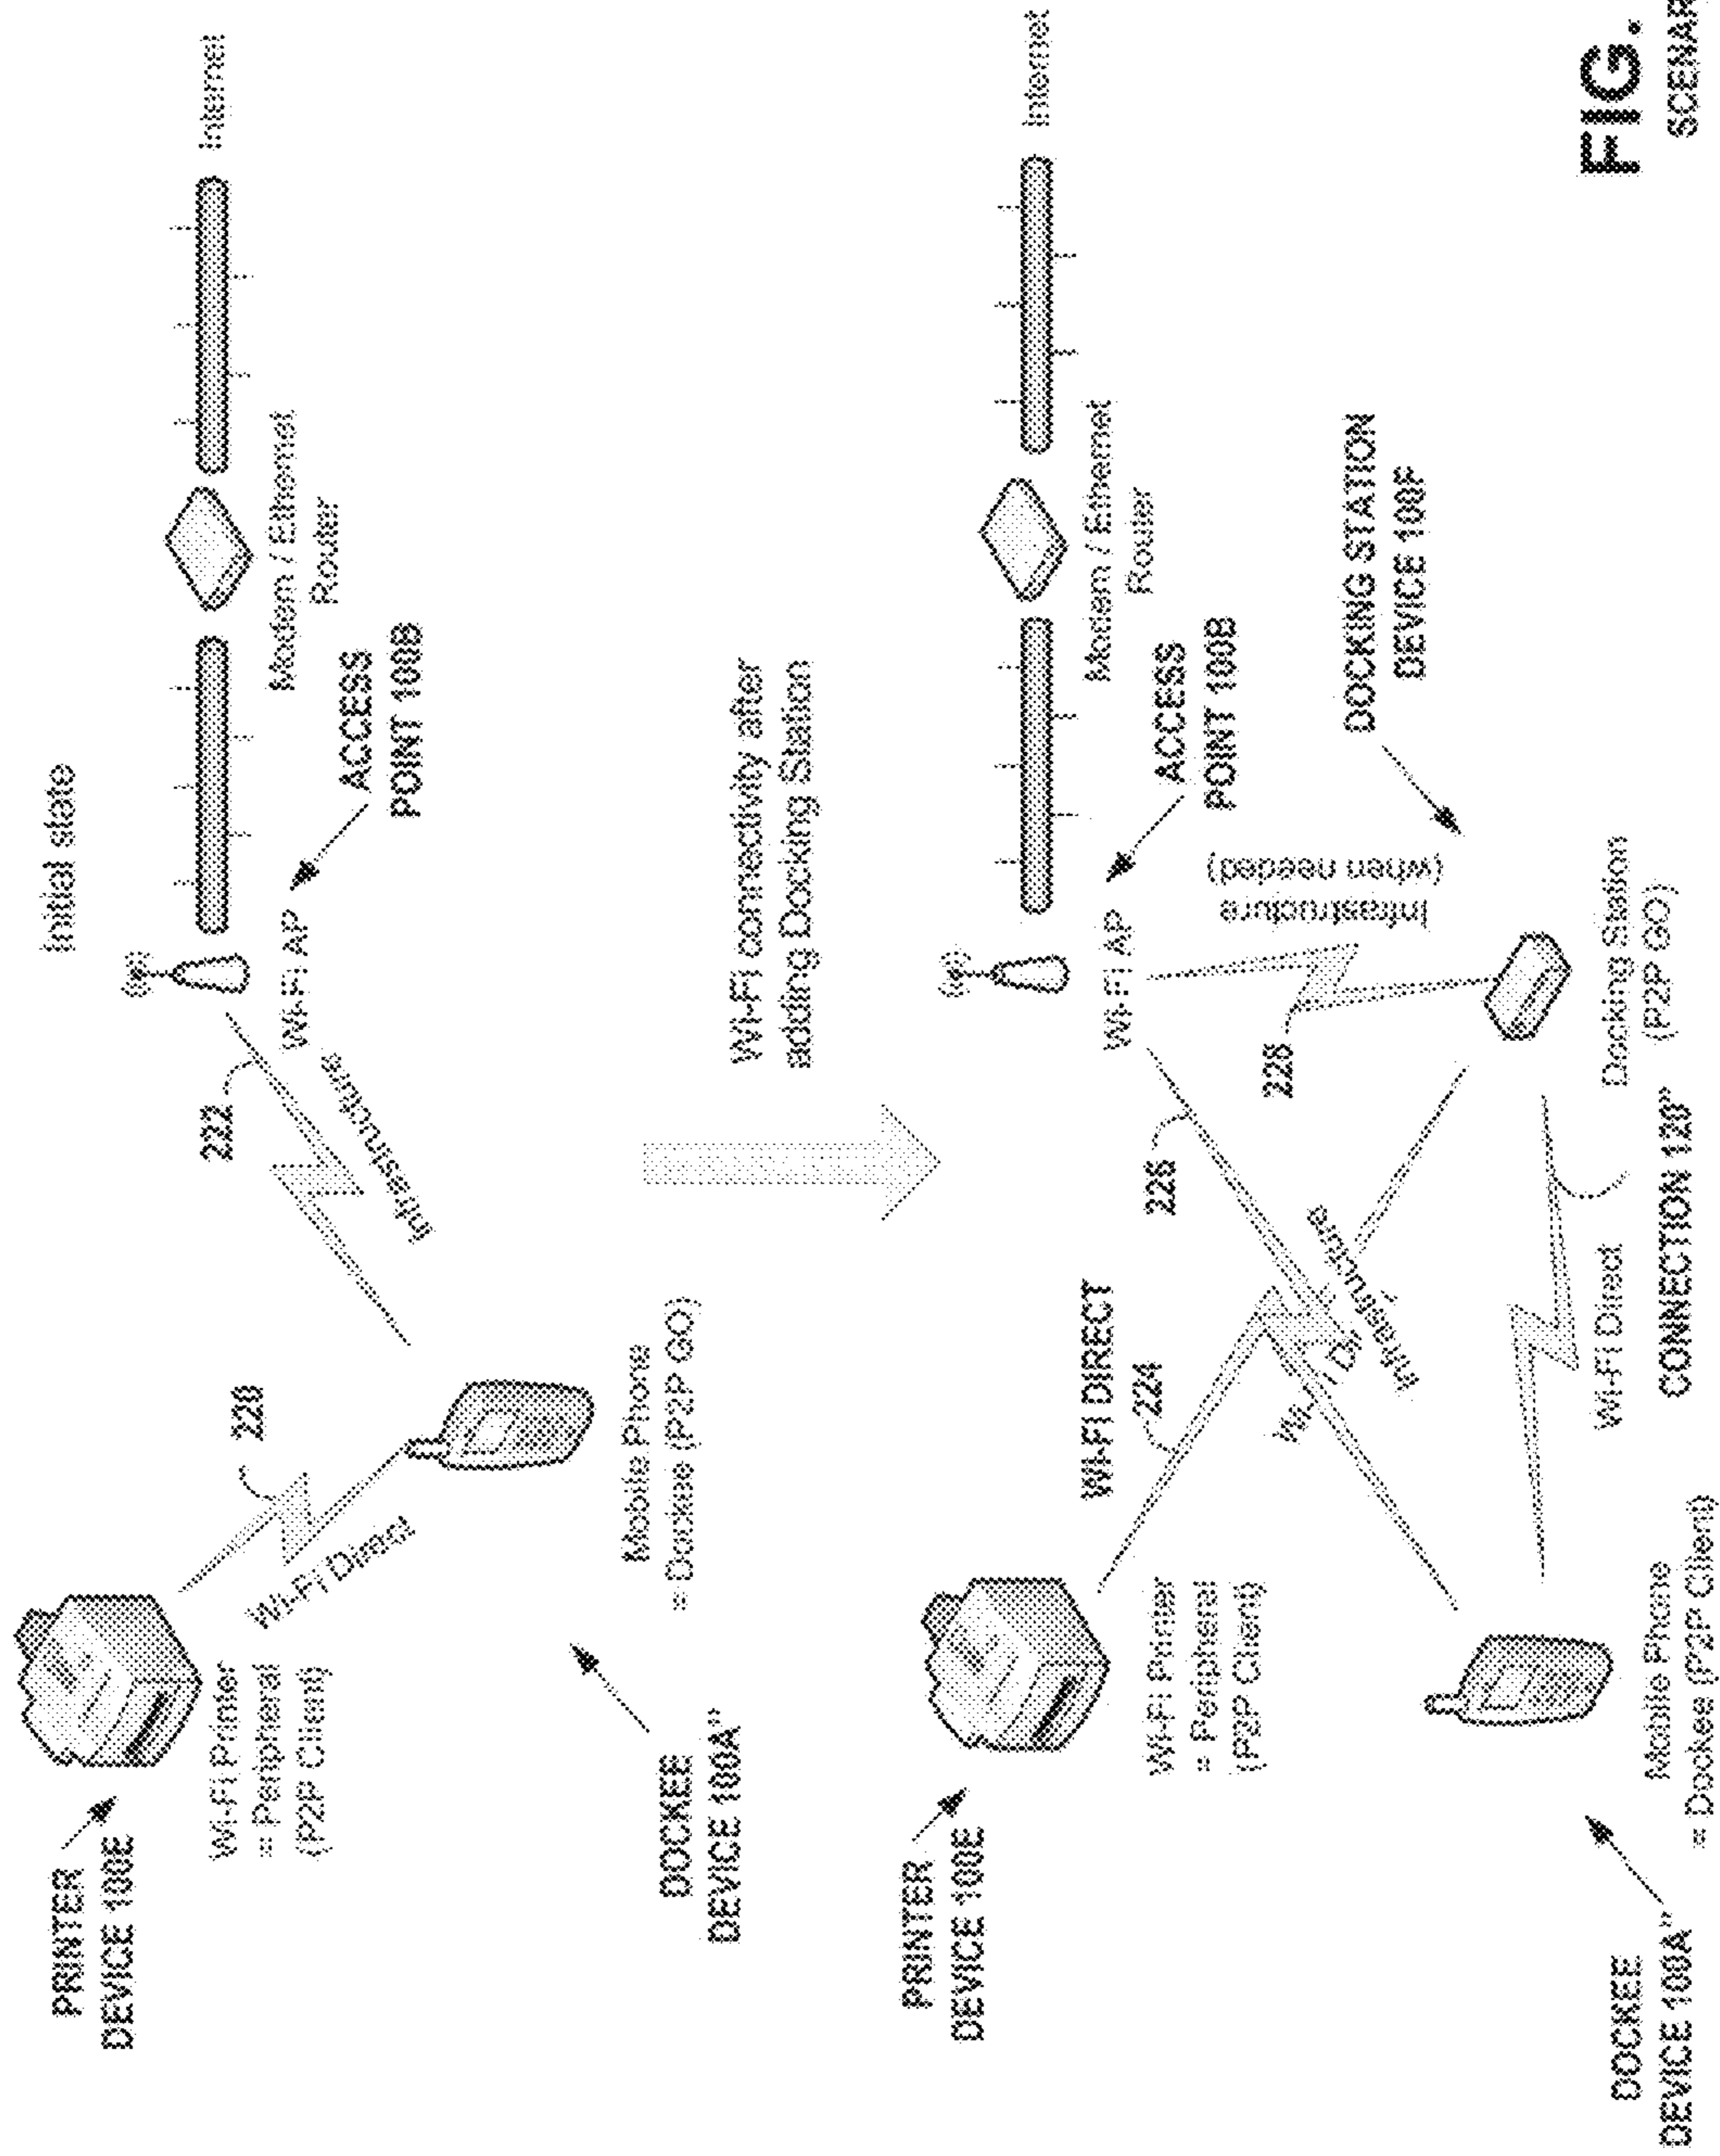 Initial state
PRINTER
DEVICE 100E
Wi-Fi Printer
= Peripheral
(P2P Client)
Wi-Fi Direct
220
Mobile Phone
= Dockee (P2P GO)
DOCKEE
DEVICE 100A"
222
Infrastructure
Wi-Fi AP
ACCESS
POINT 100B
Modem / Ethernet
Router
Internet
Wi-Fi connectivity after
adding Docking Station
PRINTER
DEVICE 100E
Wi-Fi Printer
= Peripheral
(P2P Client)
WI-FI DIRECT
224
226
Wi-Fi AP
ACCESS
POINT 100B
Modem / Ethernet
Router
Internet
228
Infrastructure
(when needed)
DOCKING STATION
DEVICE 100F
Docking Station
(P2P GO)
Wi-Fi Direct
CONNECTION 120"
Mobile Phone
= Dockee (P2P Client)
DOCKEE
DEVICE 100A"
FIG.